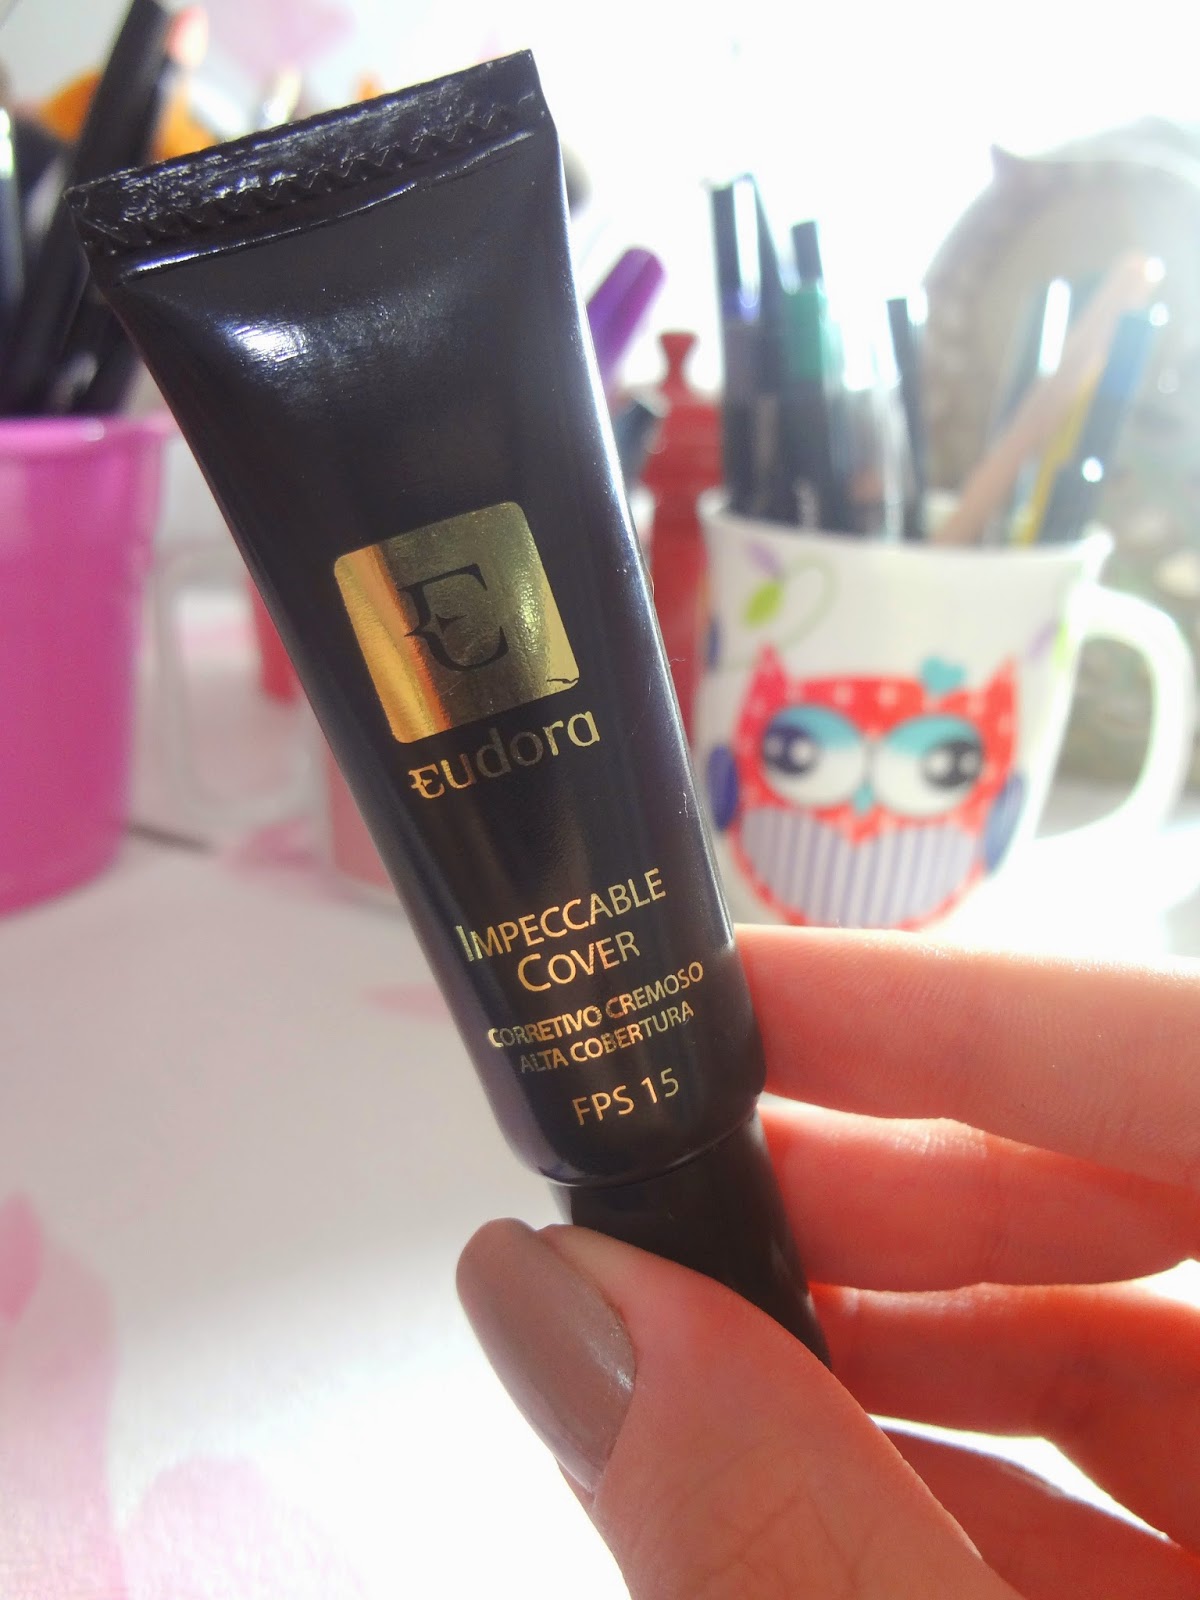 E
Eudora
IMPECCABLE
COVER
CORRETIVO CREMOSO
ALTA COBERTURA
FPS 15